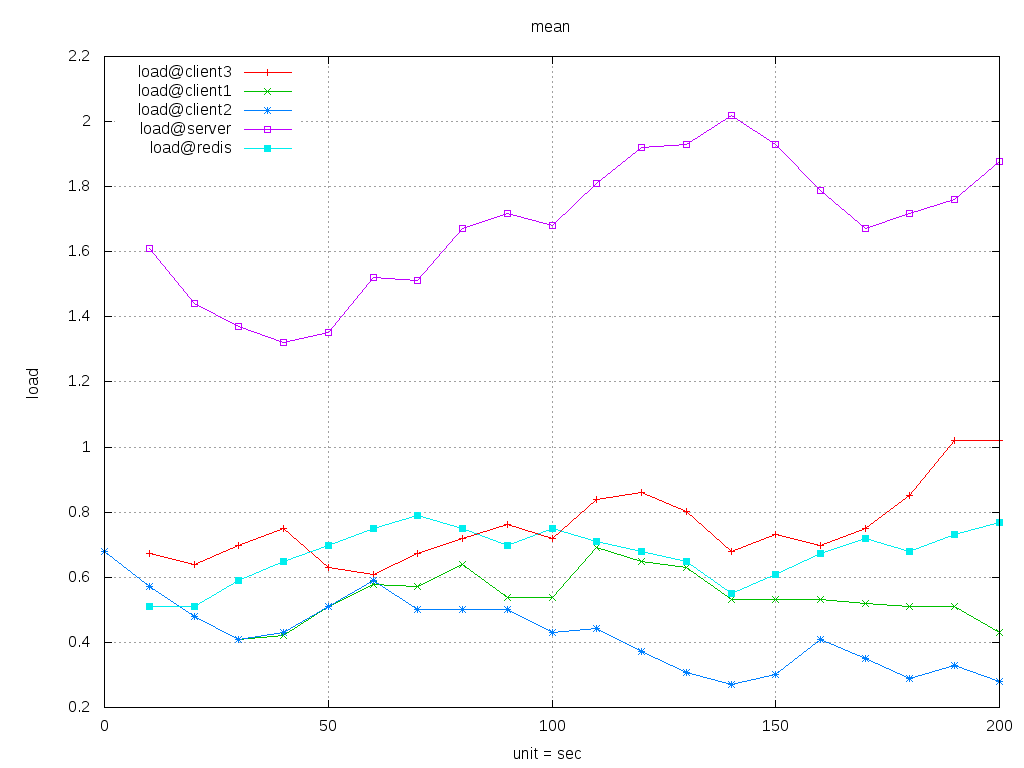 mean
2.2
2
1.8
1.6
1.4
1.2
1
0.8
0.6
0.4
0.2
load
load@client3
load@client1
load@client2
load@server
load@redis
0 50 100 150 200
unit = sec